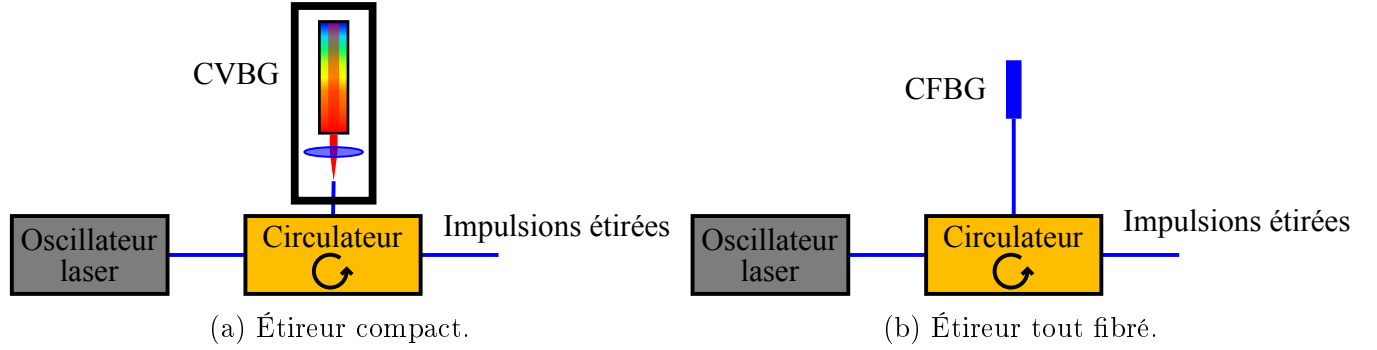 CVBG
Oscillateur
laser
Circulateur
Impulsions étirées
(a) Étireur compact.
CFBG
Oscillateur
laser
Circulateur
Impulsions étirées
(b) Étireur tout fibré.